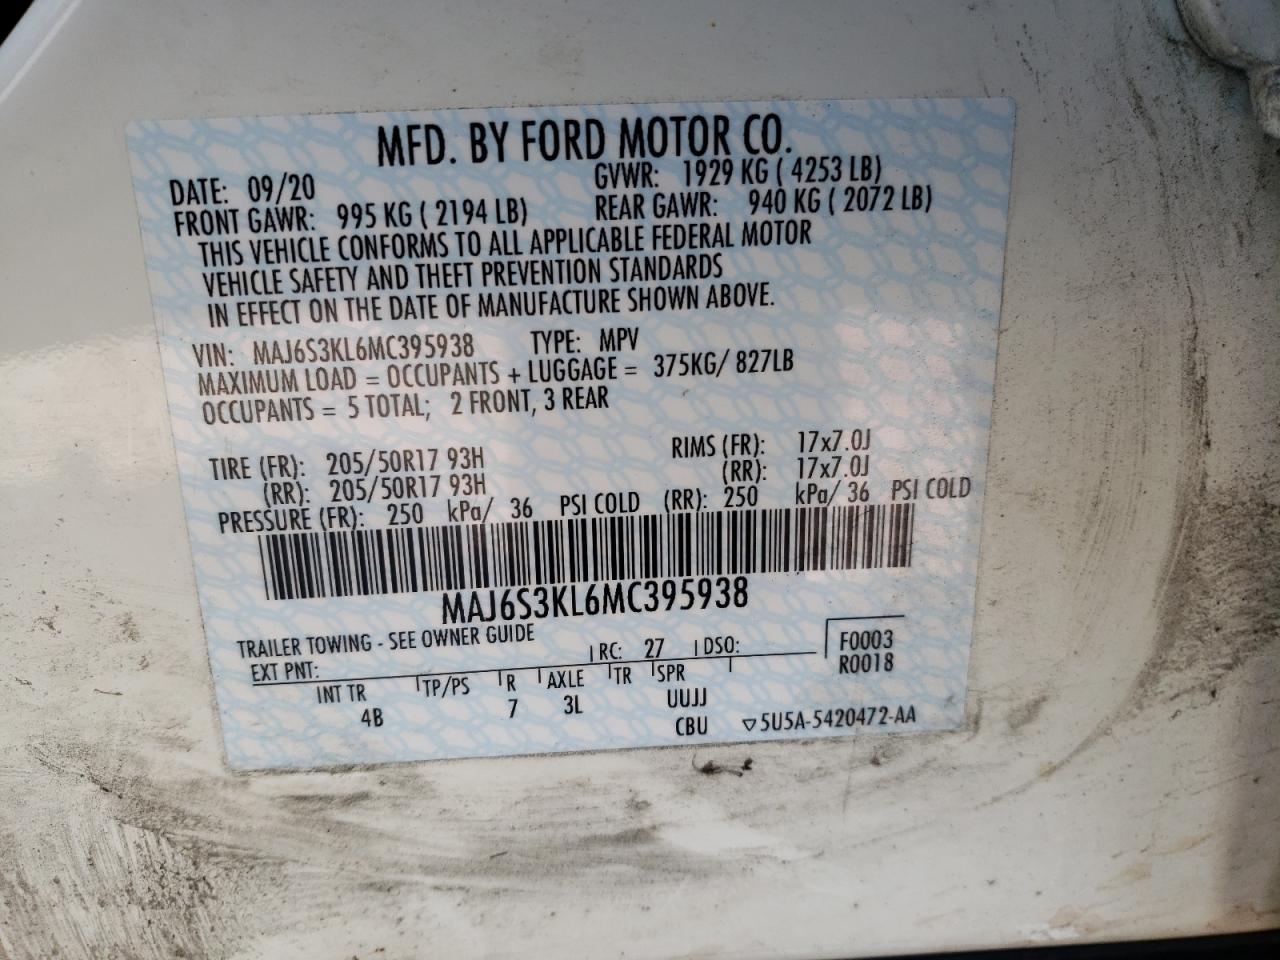 MFD. BY FORD MOTOR CO.
DATE: 09/20 GVWR: 1929 KG ( 4253 LB)
FRONT GAWR: 995 KG ( 2194 LB) REAR GAWR: 940 KG ( 2072 LB)
THIS VEHICLE CONFORMS TO ALL APPLICABLE FEDERAL MOTOR
VEHICLE SAFETY AND THEFT PREVENTION STANDARDS
IN EFFECT ON THE DATE OF MANUFACTURE SHOWN ABOVE.
VIN: MAJ6S3KL6MC395938 TYPE: MPV
MAXIMUM LOAD = OCCUPANTS + LUGGAGE = 375KG/ 827LB
OCCUPANTS = 5 TOTAL; 2 FRONT, 3 REAR
TIRE (FR): 205/50R17 93H RIMS (FR): 17x7.0J
(RR): 205/50R17 93H (RR): 17x7.0J
PRESSURE (FR): 250 kPa/ 36 PSI COLD (RR): 250 kPa/ 36 PSI COLD
MAJ6S3KL6MC395938
TRAILER TOWING - SEE OWNER GUIDE
EXT PNT: RC: 27 DSO: F0003
R0018
INT TR TP/PS R AXLE TR SPR
4B 7 3L UUJJ
CBU ▽5U5A-5420472-AA